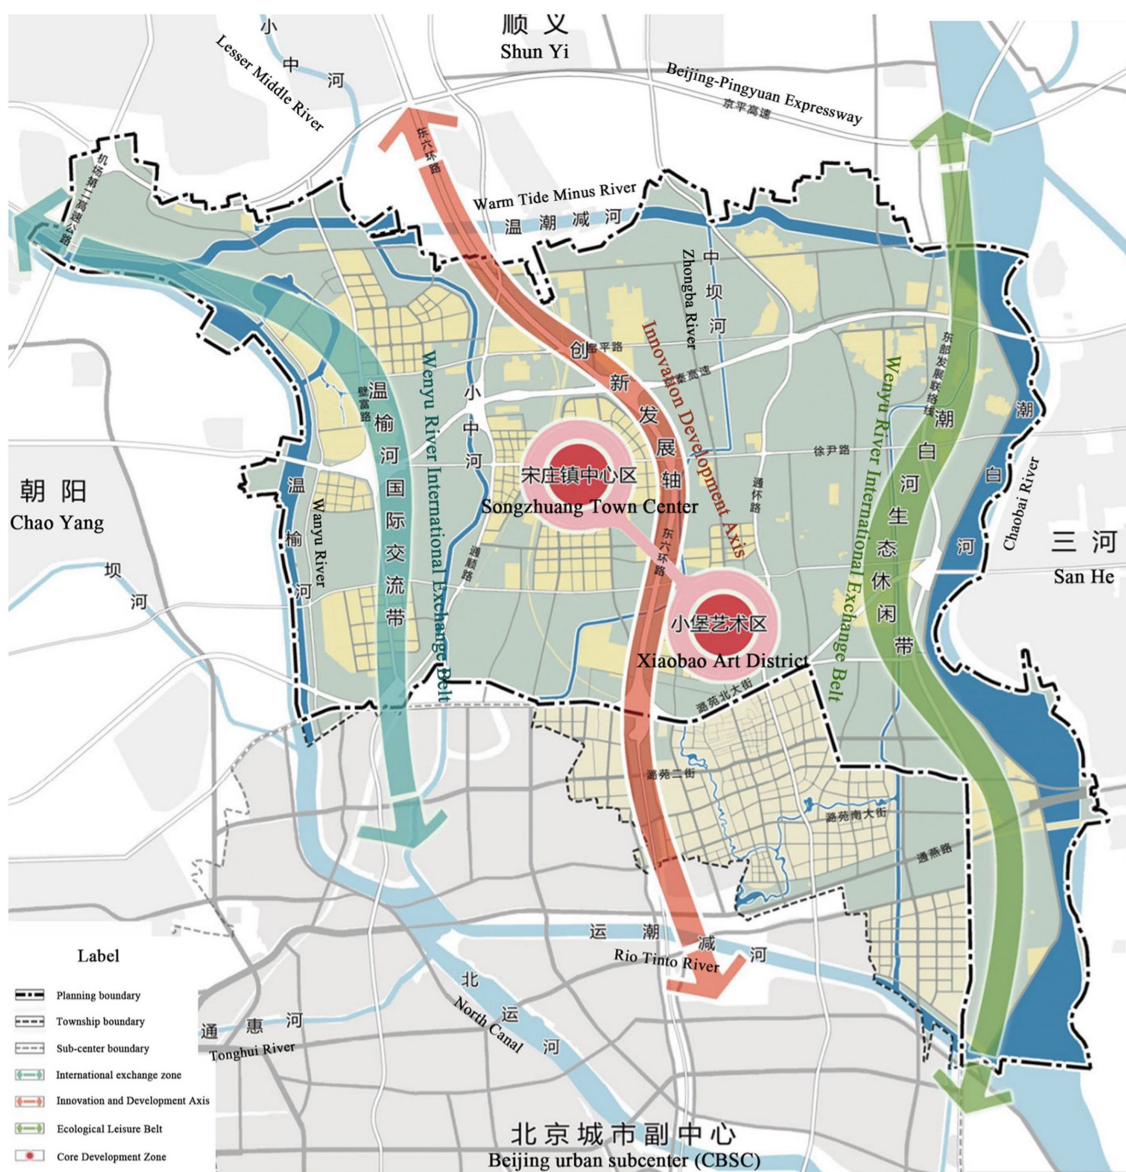 顺义
Shun Yi
小中河
Lesser Middle River
Beijing-Pingyuan Expressway
京平高速
东六环路
机场第二高速公路
Warm Tide Minus River
温潮减河
中坝河
Zhongba River
创新发展轴
Innovation Development Axis
东部发展联络线
壁富路
温榆河国际交流带
Wenyu River International Exchange Belt
小中河
秦高速
潮白河生态休闲带
Wenyu River International Exchange Belt
潮白河
Chaobai River
徐尹路
通怀路
宋庄镇中心区
Songzhuang Town Center
朝阳
Chao Yang
温榆河
Wanyu River
通顺路
东六环路
三河
San He
坝河
小堡艺术区
Xiaobao Art District
潞苑北大街
潞苑二街
潞苑南大街
通燕路
运潮减河
Rio Tinto River
北运河
North Canal
通惠河
Tonghui River
北京城市副中心
Beijing urban subcenter (CBSC)
Label
Planning boundary
Township boundary
Sub-center boundary
International exchange zone
Innovation and Development Axis
Ecological Leisure Belt
Core Development Zone